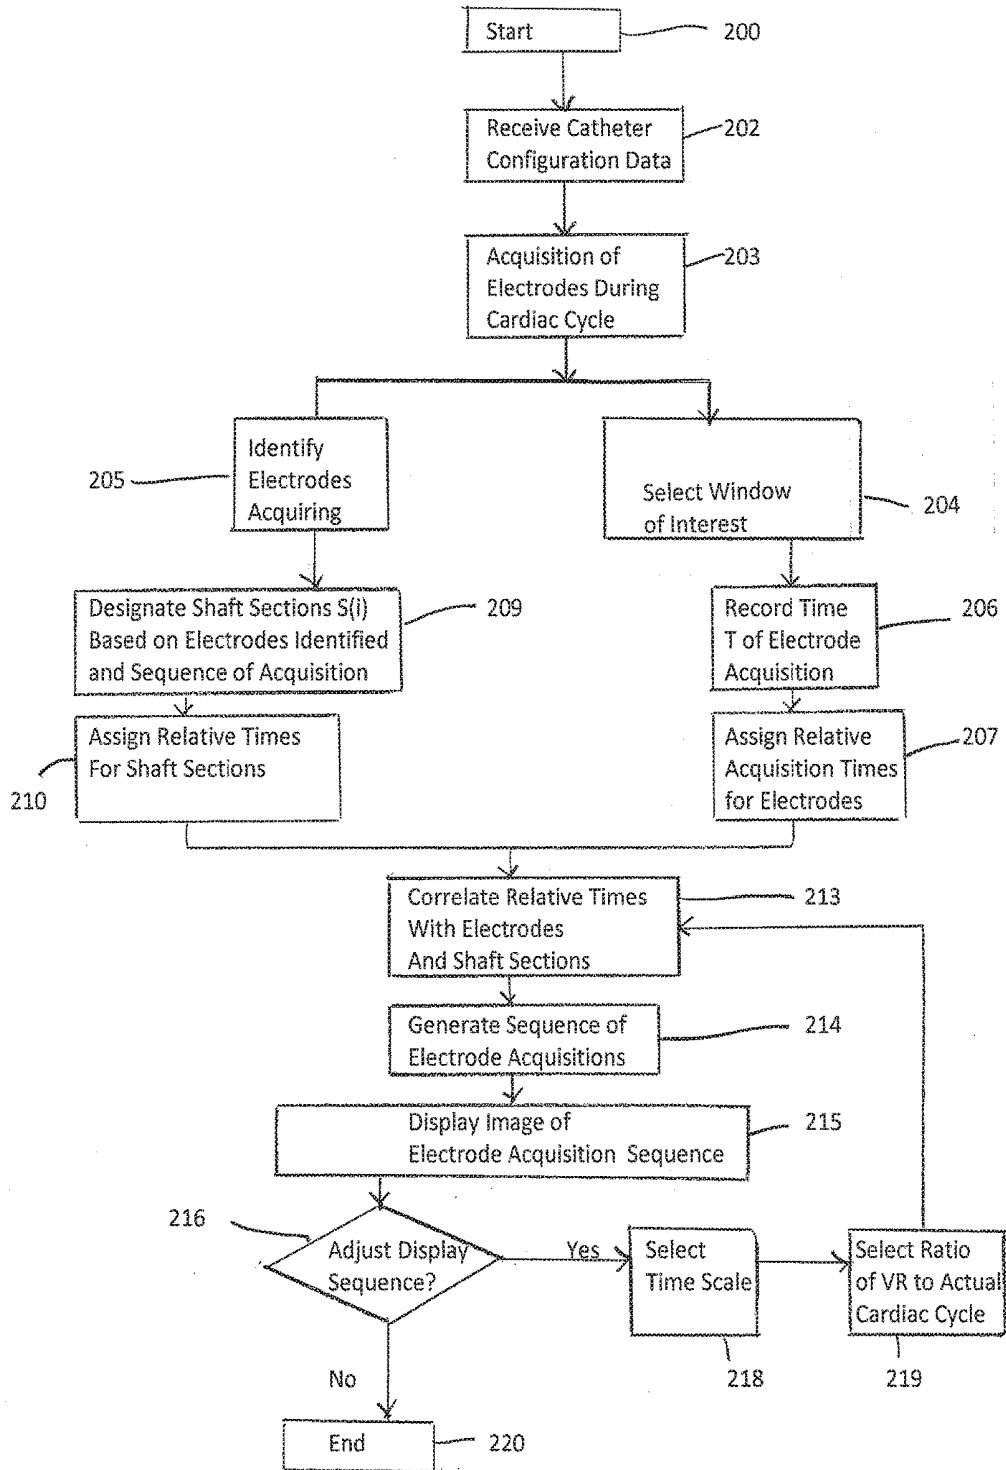 Start
200
Receive Catheter
Configuration Data
202
Acquisition of
Electrodes During
Cardiac Cycle
203
Identify
Electrodes
Acquiring
205
Select Window
of Interest
204
Designate Shaft Sections S(i)
Based on Electrodes Identified
and Sequence of Acquisition
209
Record Time
T of Electrode
Acquisition
206
Assign Relative Times
For Shaft Sections
210
Assign Relative
Acquisition Times
for Electrodes
207
Correlate Relative Times
With Electrodes
And Shaft Sections
213
Generate Sequence of
Electrode Acquisitions
214
Display Image of
Electrode Acquisition Sequence
215
216
Adjust Display
Sequence?
Yes
Select
Time Scale
218
Select Ratio
of VR to Actual
Cardiac Cycle
219
No
End
220